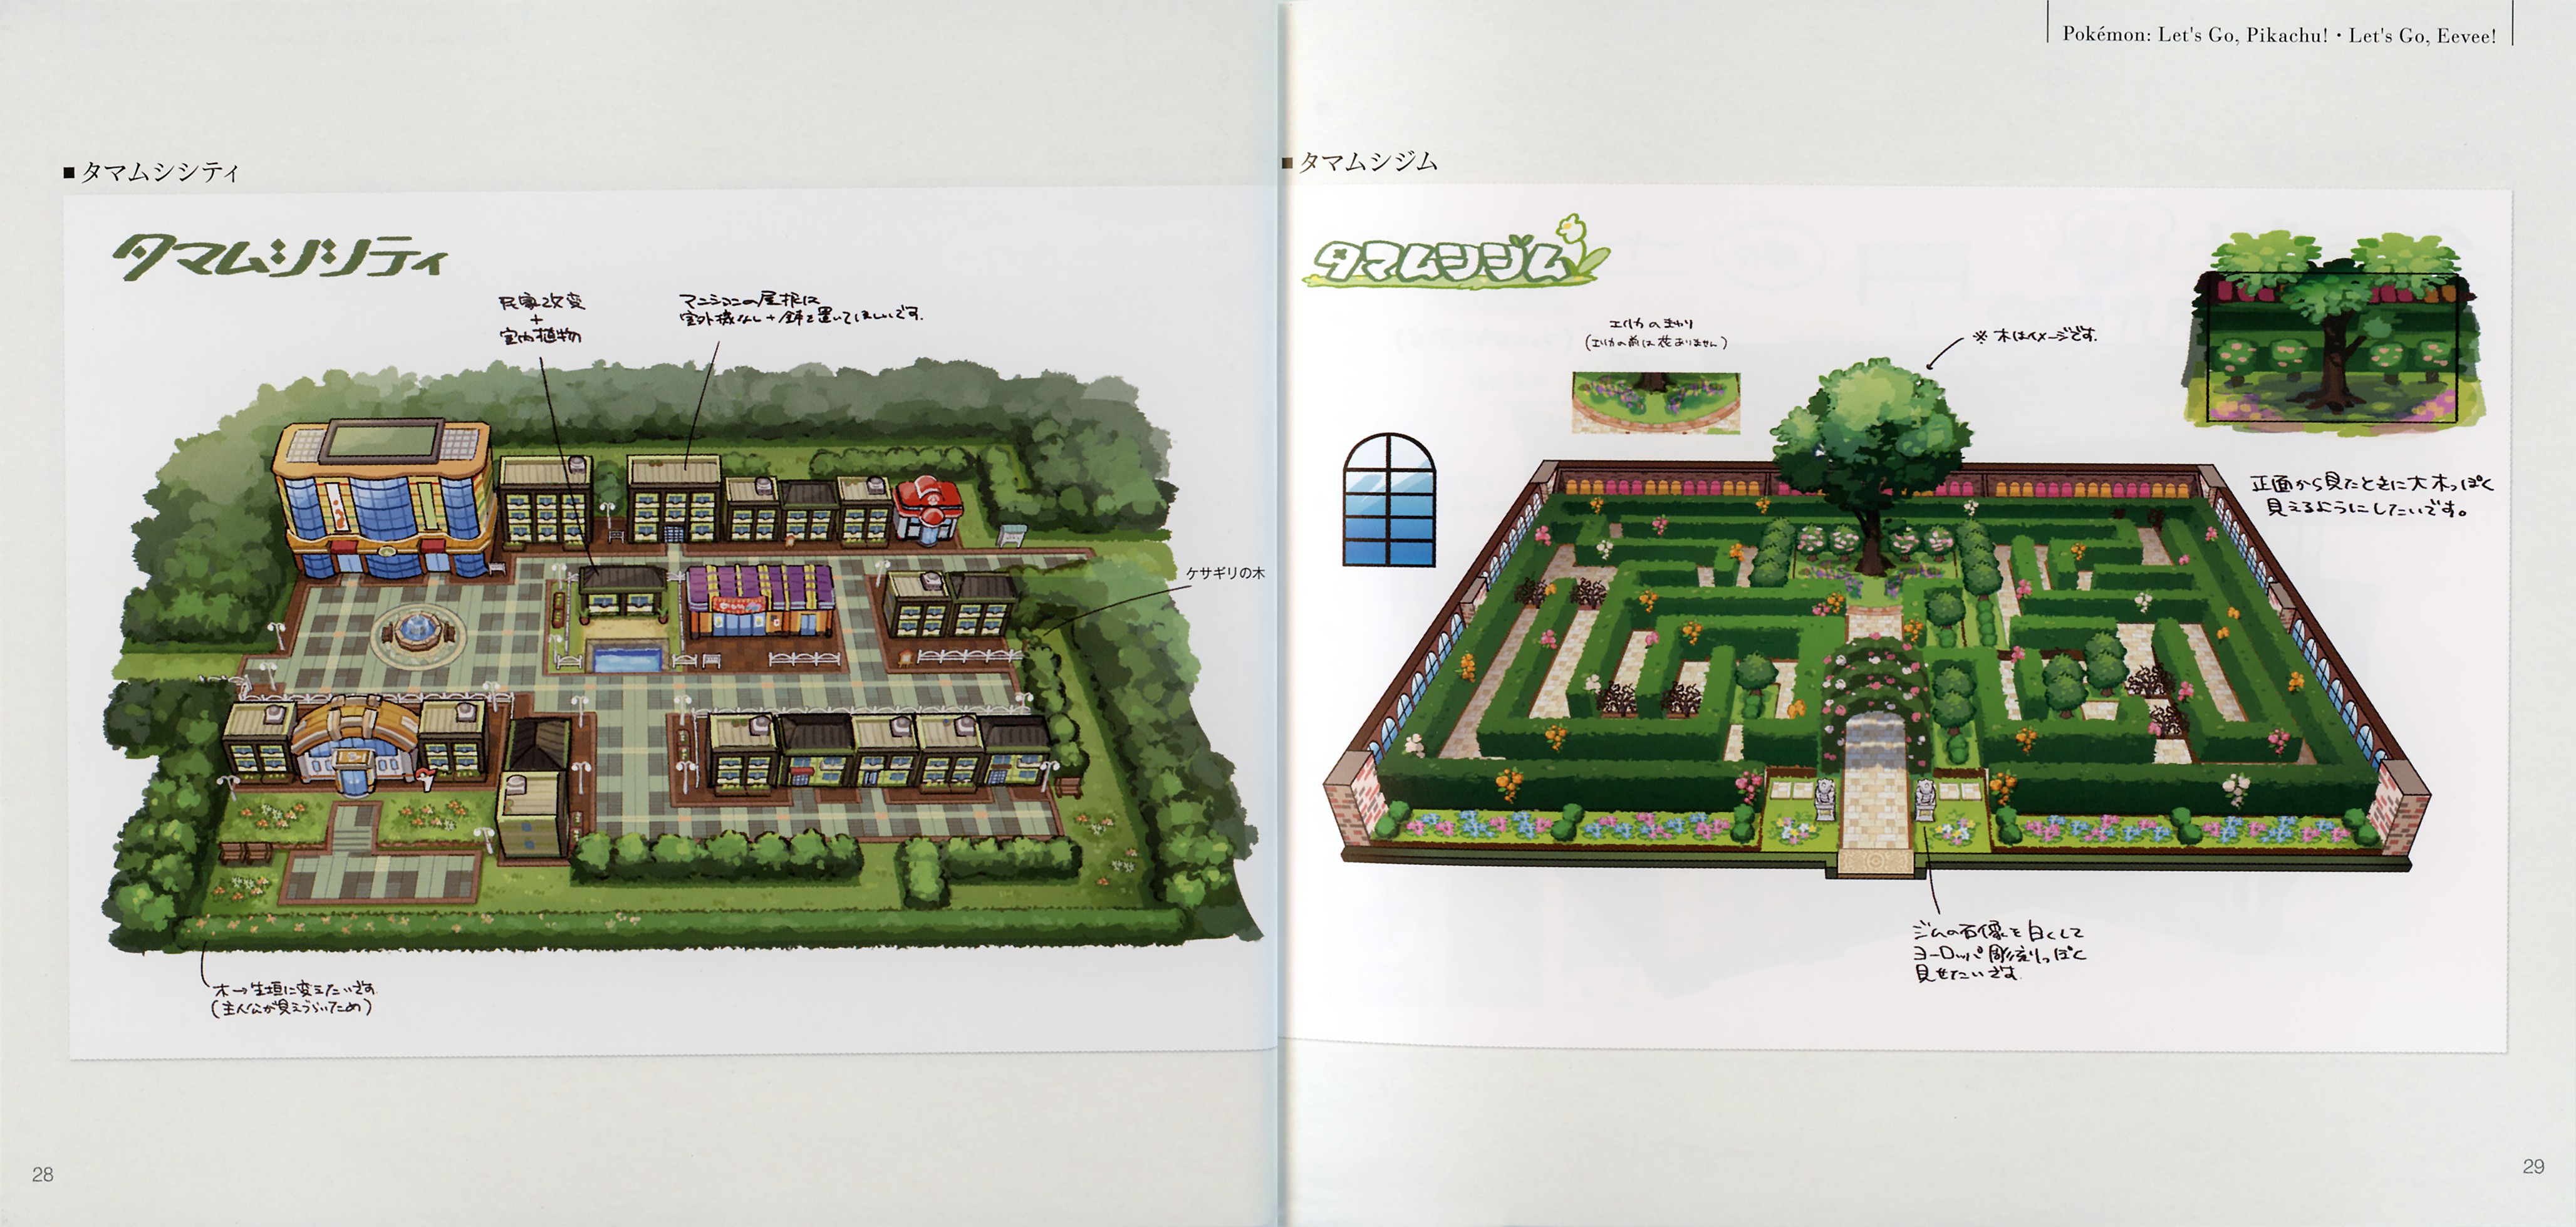 Pokémon: Let's Go, Pikachu!・Let's Go, Eevee!
■タマムシシティ
タマムシシティ
民家改変
+
室内植物
マンションの屋根は
室外機なし+鉢を置いてほしいです。
ケサギリの木
木→生垣に変えたいです
(主人公が見えづらいため)
28
■タマムシジム
タマムシジム
エリカのまわり
(エリカの前は花ありません)
※木はイメージです。
正面から見たときに大木っぽく
見えるようにしたいです。
ジムの石像を白くして
ヨーロッパ彫刻っぽく
見せたいです
29